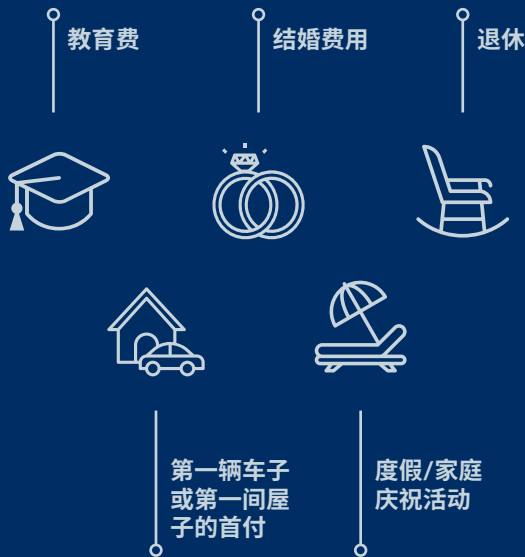 教育费
结婚费用
退休
第一辆车子
或第一间屋
子的首付
度假/家庭
庆祝活动